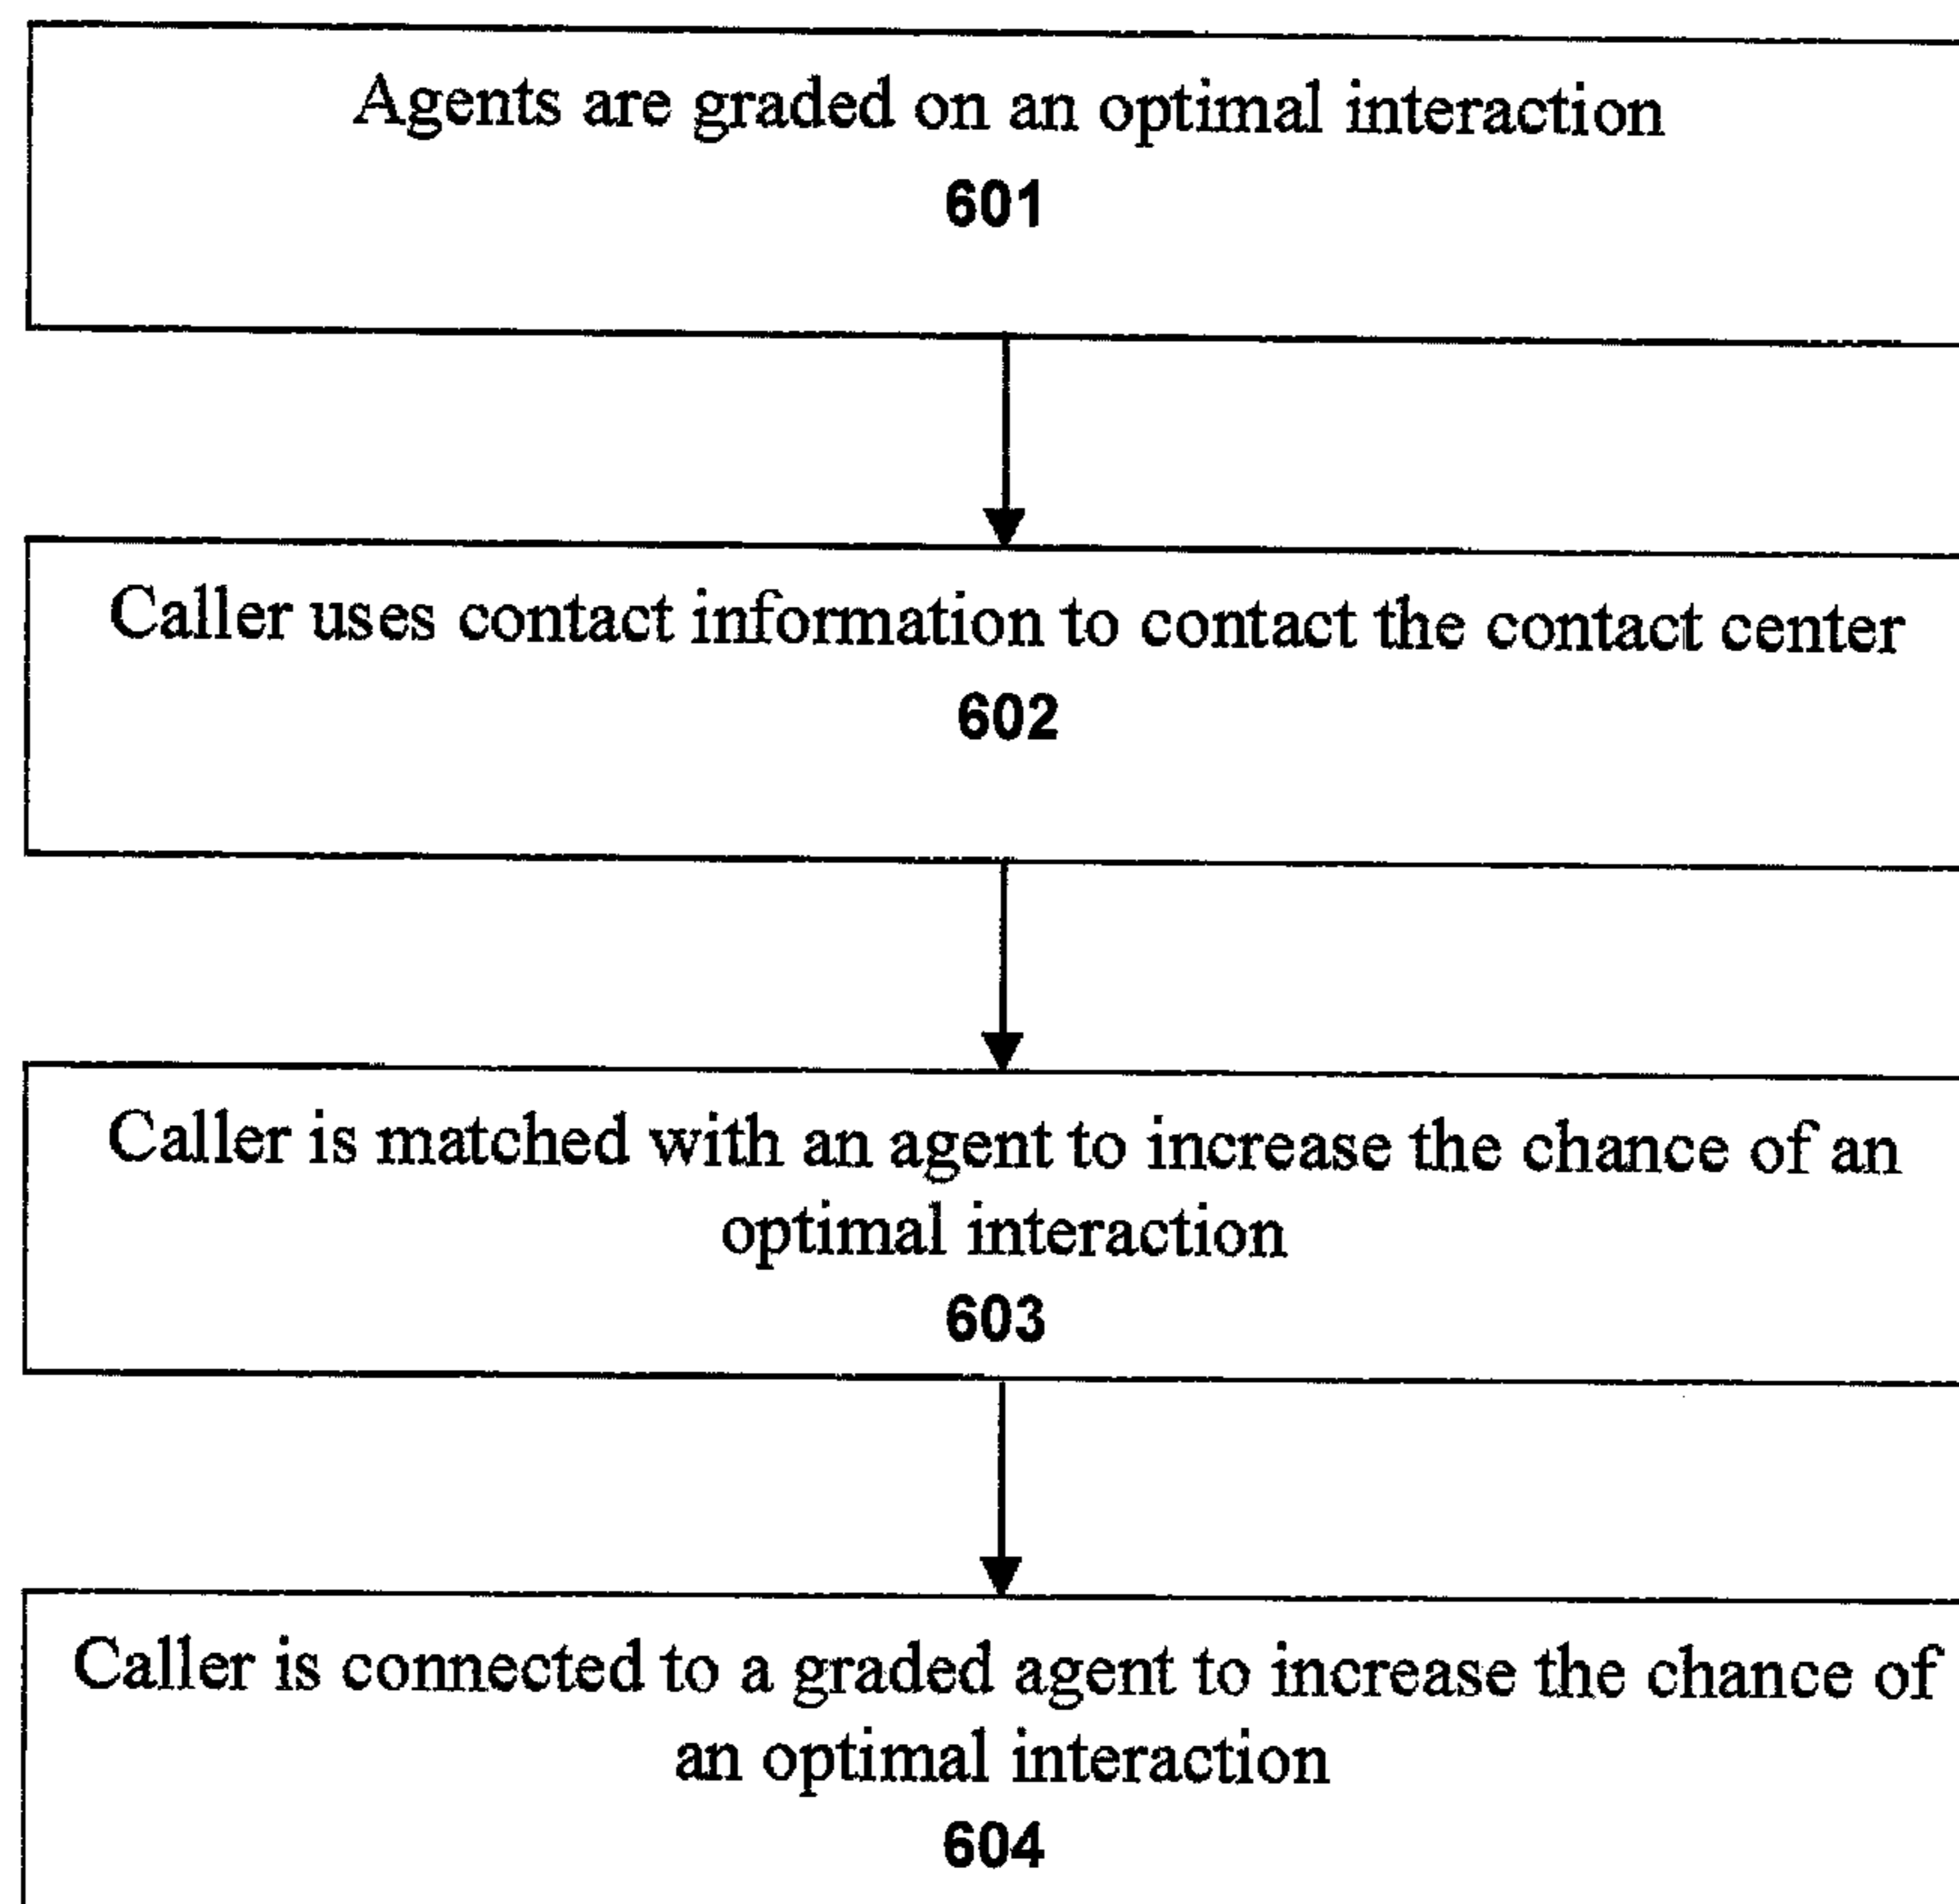 Agents are graded on an optimal interaction
601
Caller uses contact information to contact the contact center
602
Caller is matched with an agent to increase the chance of an
optimal interaction
603
Caller is connected to a graded agent to increase the chance of
an optimal interaction
604